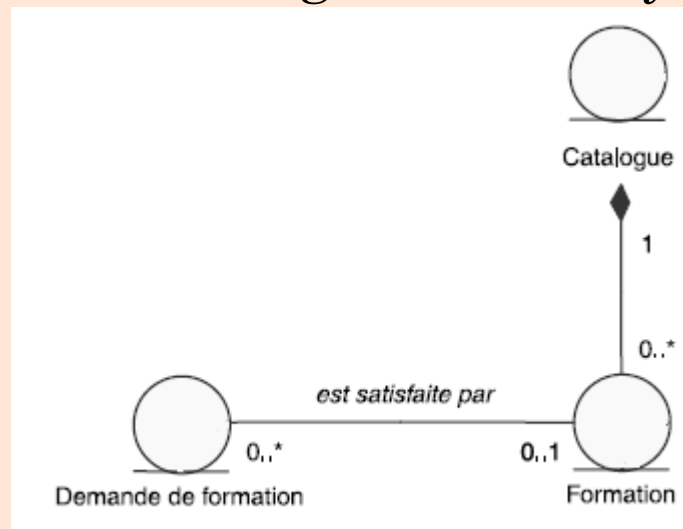 Catalogue
1
0..*
est satisfaite par
0..*
0..1
Demande de formation
Formation